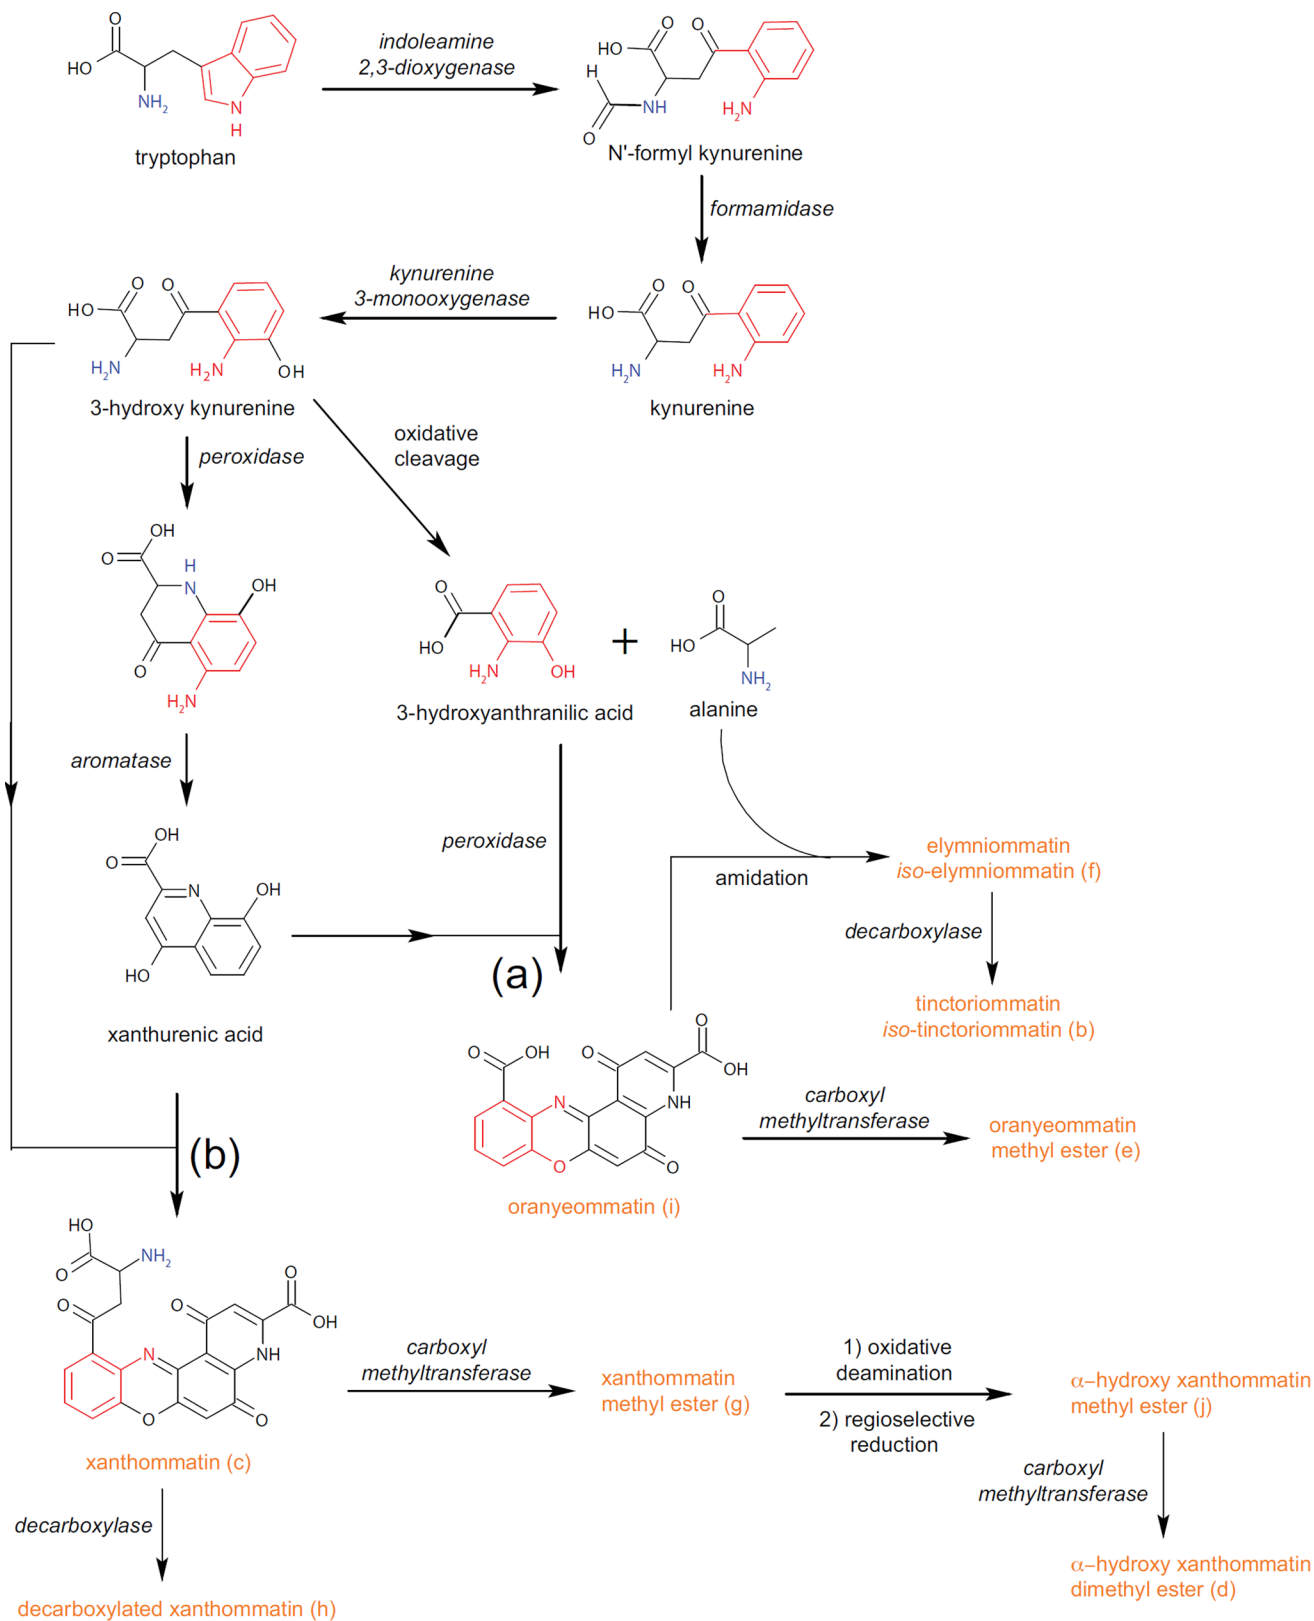 indoleamine
2,3-dioxygenase
O
HO
NH2
N
H
tryptophan
O
O
HO
H
NH
H2N
O
N'-formyl kynurenine
formamidase
kynurenine
3-monooxygenase
O
O
HO
H2N
H2N
OH
3-hydroxy kynurenine
O
O
HO
H2N
H2N
kynurenine
peroxidase
oxidative
cleavage
OH
O
H
N
OH
O
H2N
O
HO
H2N
OH
3-hydroxyanthranilic acid
+
O
HO
NH2
alanine
aromatase
peroxidase
OH
O
N
OH
HO
xanthurenic acid
amidation
elymniommatin
iso-elymniommatin (f)
decarboxylase
tinctoriommatin
iso-tinctoriommatin (b)
(a)
O
OH
O
O
OH
N
NH
O
O
oranyeommatin (i)
carboxyl
methyltransferase
oranyeommatin
methyl ester (e)
(b)
HO
O
NH2
O
O
O
OH
N
NH
O
O
xanthommatin (c)
carboxyl
methyltransferase
xanthommatin
methyl ester (g)
1) oxidative
deamination
2) regioselective
reduction
α−hydroxy xanthommatin
methyl ester (j)
carboxyl
methyltransferase
α−hydroxy xanthommatin
dimethyl ester (d)
decarboxylase
decarboxylated xanthommatin (h)